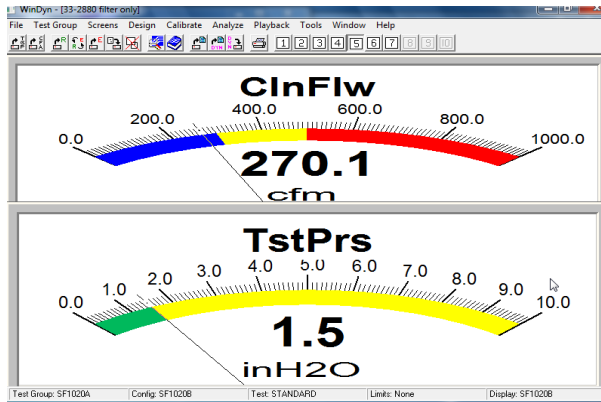 WinDyn - [33-2880 filter only]
File Test Group Screens Design Calibrate Analyze Playback Tools Window Help
1 2 3 4 5 6 7 8 9 10
ClnFlw
0.0 200.0 400.0 600.0 800.0 1000.0
270.1
cfm
TstPrs
0.0 1.0 2.0 3.0 4.0 5.0 6.0 7.0 8.0 9.0 10.0
1.5
inH2O
Test Group: SF1020A Config: SF1020B Test: STANDARD Limits: None Display: SF1020B